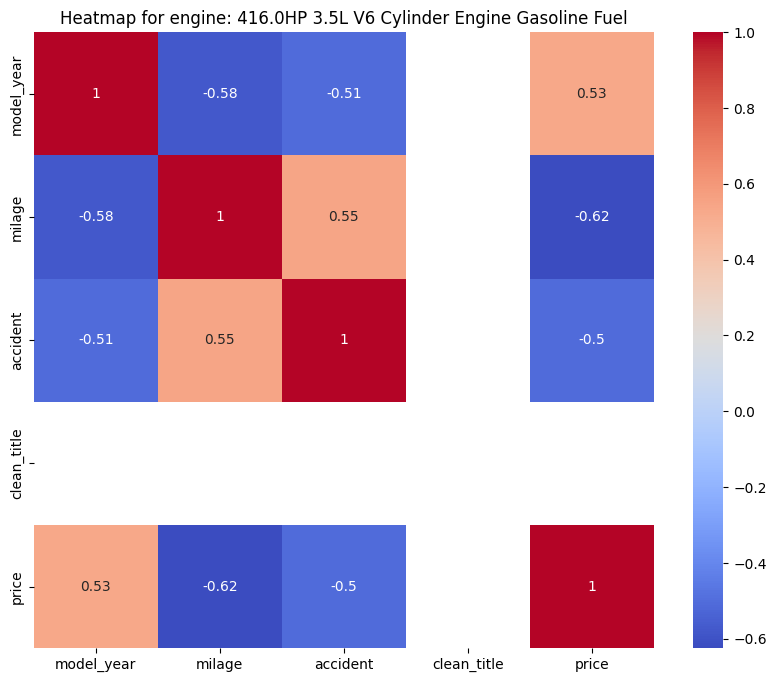 Heatmap for engine: 416.0HP 3.5L V6 Cylinder Engine Gasoline Fuel
model_year
1
-0.58
-0.51
0.53
milage
-0.58
1
0.55
-0.62
accident
-0.51
0.55
1
-0.5
clean_title
price
0.53
-0.62
-0.5
1
model_year
milage
accident
clean_title
price
1.0
0.8
0.6
0.4
0.2
0.0
-0.2
-0.4
-0.6